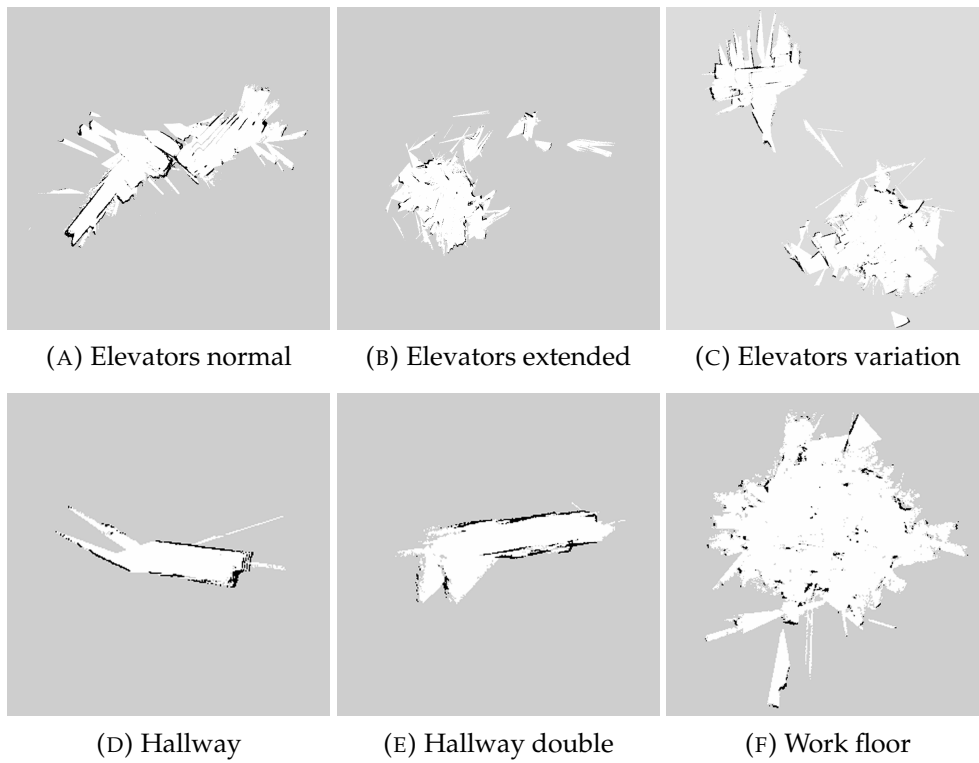 (A) Elevators normal
(B) Elevators extended
(C) Elevators variation
(D) Hallway
(E) Hallway double
(F) Work floor